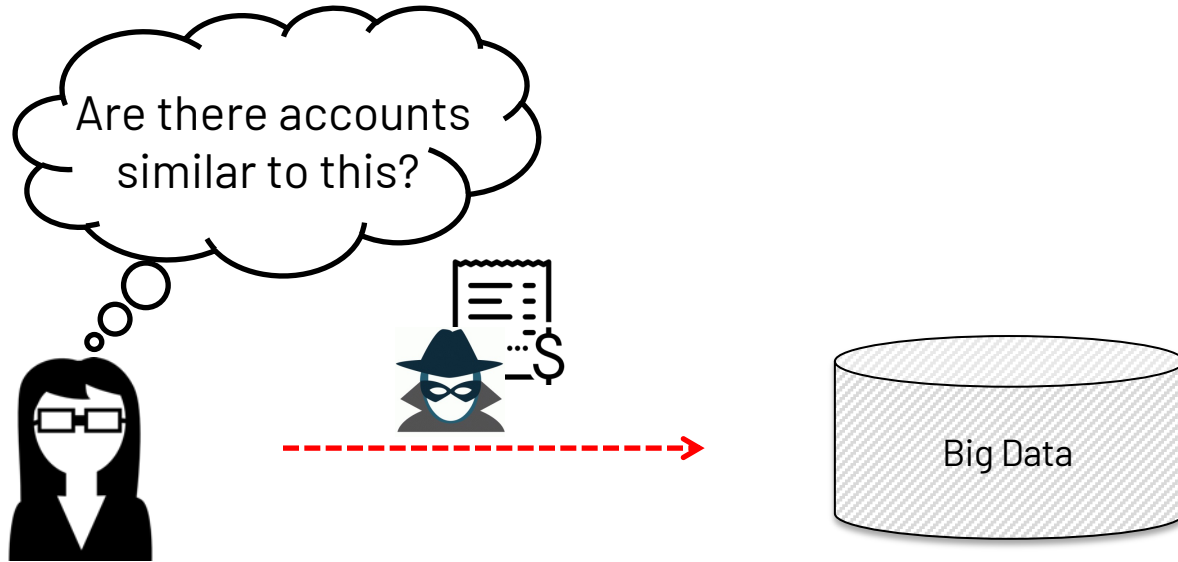 Are there accounts
similar to this?
...
$
Big Data